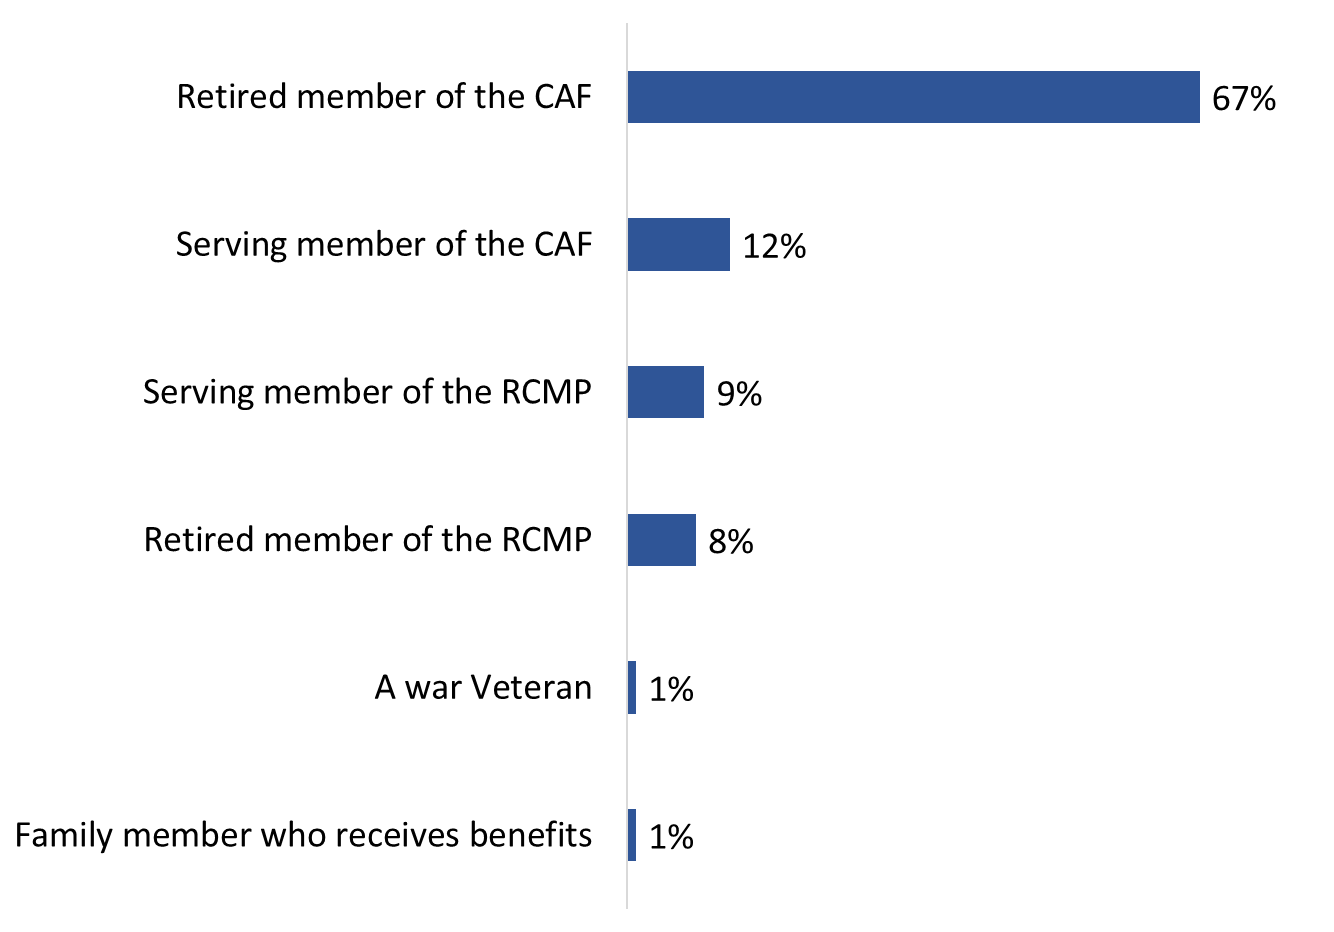 Retired member of the CAF 67%
Serving member of the CAF 12%
Serving member of the RCMP 9%
Retired member of the RCMP 8%
A war Veteran 1%
Family member who receives benefits 1%